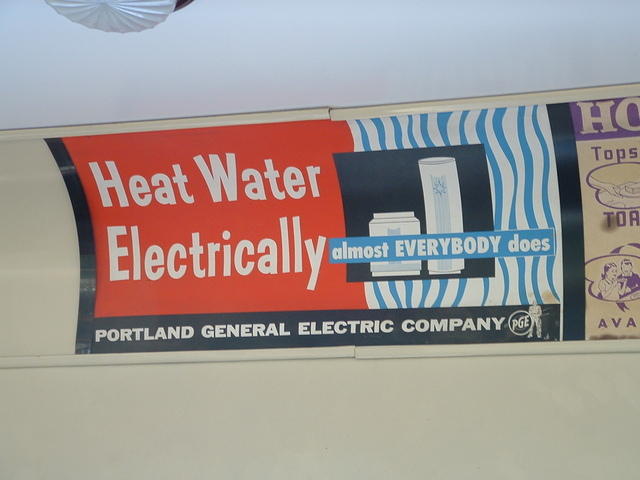 Heat Water
Electrically
almost EVERYBODY does
PORTLAND GENERAL ELECTRIC COMPANY
PGE
Tops